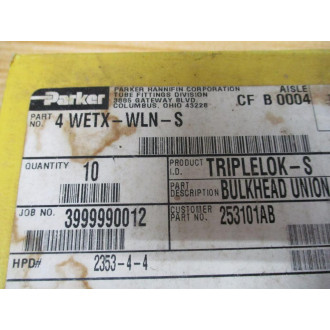 Parker
PARKER HANNIFIN CORPORATION
TUBE FITTINGS DIVISION
3885 GATEWAY BLVD
COLUMBUS, OHIO 43228
AISLE
CF B 0004
PART NO. 4 WETX-WLN-S
QUANTITY 10
PRODUCT I.D. TRIPLELOK-S
PART DESCRIPTION BULKHEAD UNION
JOB NO. 3999990012
CUSTOMER PART NO. 253101AB
HPD# 2353-4-4